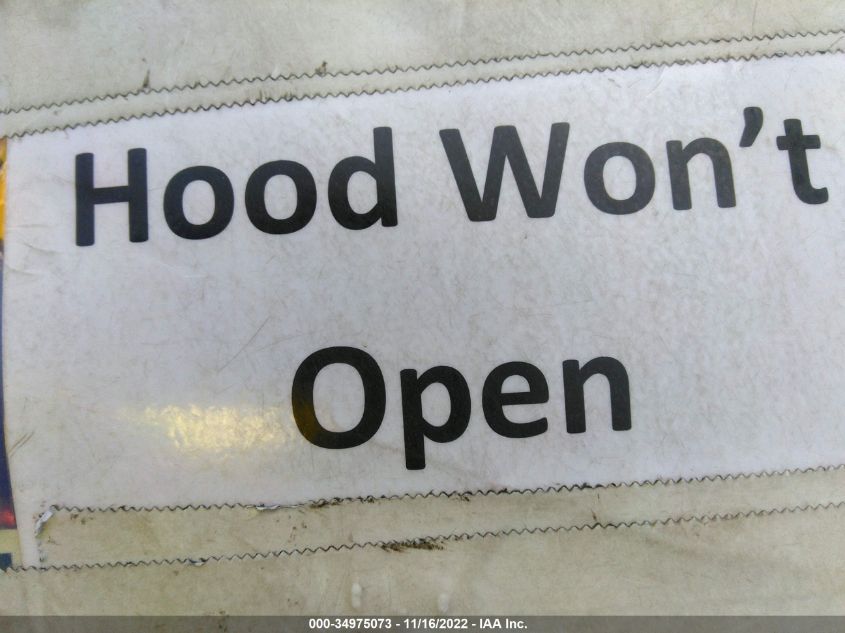 Hood Won’t
Open
000-34975073 - 11/16/2022 - IAA Inc.